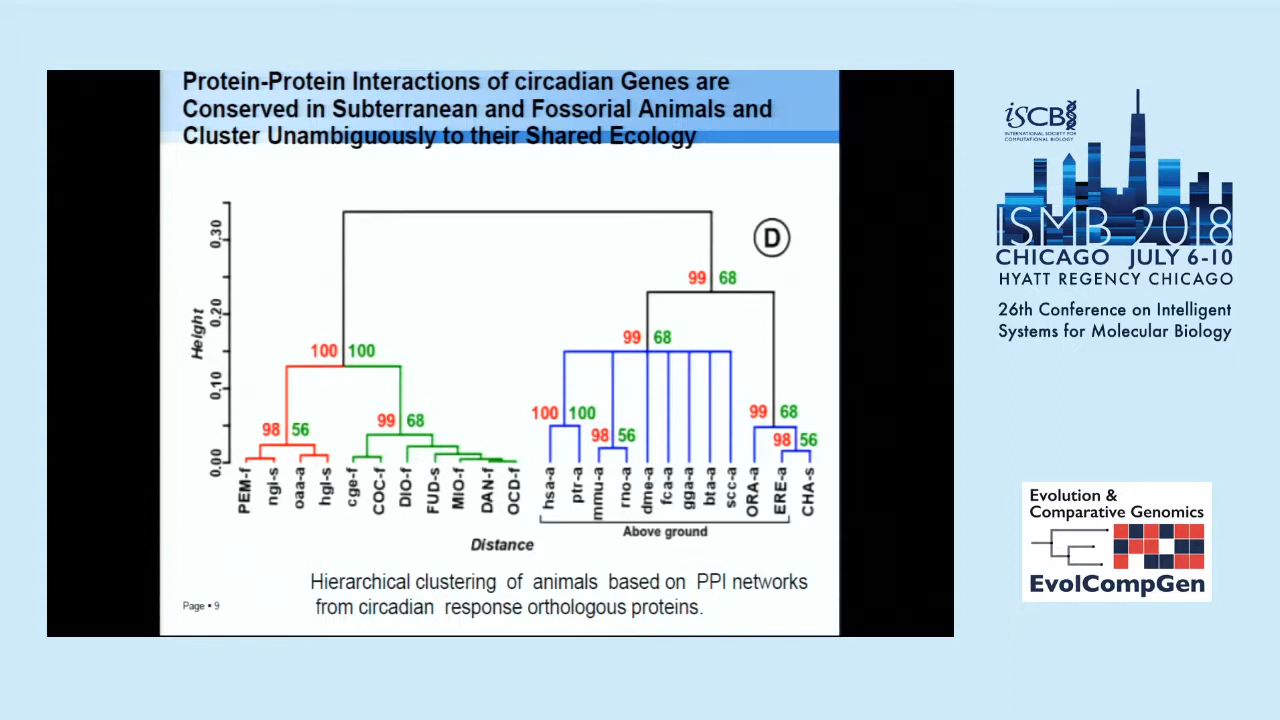 Protein-Protein Interactions of circadian Genes are
Conserved in Subterranean and Fossorial Animals and
Cluster Unambiguously to their Shared Ecology
D
Height
0.30
0.20
0.10
0.00
99 68
99 68
100 100
100 100
99 68
98 56
99 68
98 56
98 56
PEM-f
ngl-s
oaa-a
hgl-s
cge-f
COC-f
DIO-f
FUD-s
MIO-f
DAN-f
OCD-f
hsa-a
ptr-a
mmu-a
rno-a
dme-a
fca-a
gga-a
bta-a
scc-a
ORA-a
ERE-a
CHA-s
Above ground
Distance
Hierarchical clustering of animals based on PPI networks
from circadian response orthologous proteins.
Page • 9
ISCB
INTERNATIONAL SOCIETY FOR
COMPUTATIONAL BIOLOGY
ISMB 2018
CHICAGO JULY 6-10
HYATT REGENCY CHICAGO
26th Conference on Intelligent
Systems for Molecular Biology
Evolution &
Comparative Genomics
EvolCompGen